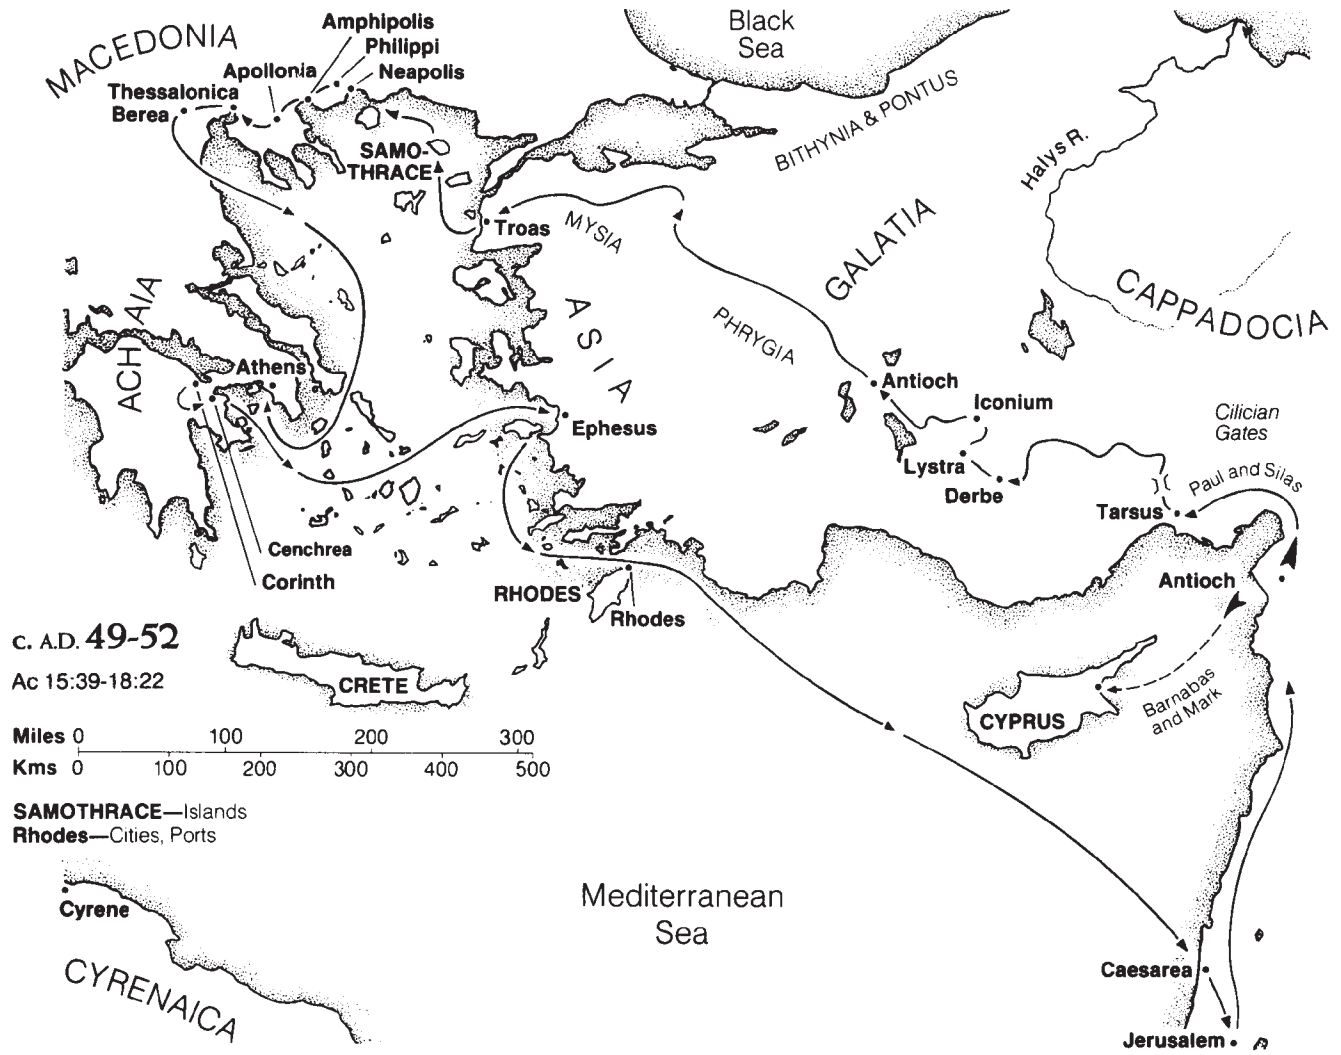 MACEDONIA
Amphipolis
Philippi
Apollonia
Neapolis
Thessalonica
Berea
SAMO-
THRACE
Black
Sea
BITHYNIA & PONTUS
Halys R.
Troas
MYSIA
GALATIA
CAPPADOCIA
ACHAIA
ASIA
PHRYGIA
Athens
Antioch
Iconium
Cilician
Gates
Ephesus
Lystra
Derbe
Paul and Silas
Tarsus
Cenchrea
Corinth
Antioch
RHODES
Rhodes
c. A.D. 49-52
Ac 15:39-18:22
CRETE
CYPRUS
Barnabas
and Mark
Miles 0 100 200 300
Kms 0 100 200 300 400 500
SAMOTHRACE—Islands
Rhodes—Cities, Ports
Mediterranean
Sea
Cyrene
CYRENAICA
Caesarea
Jerusalem